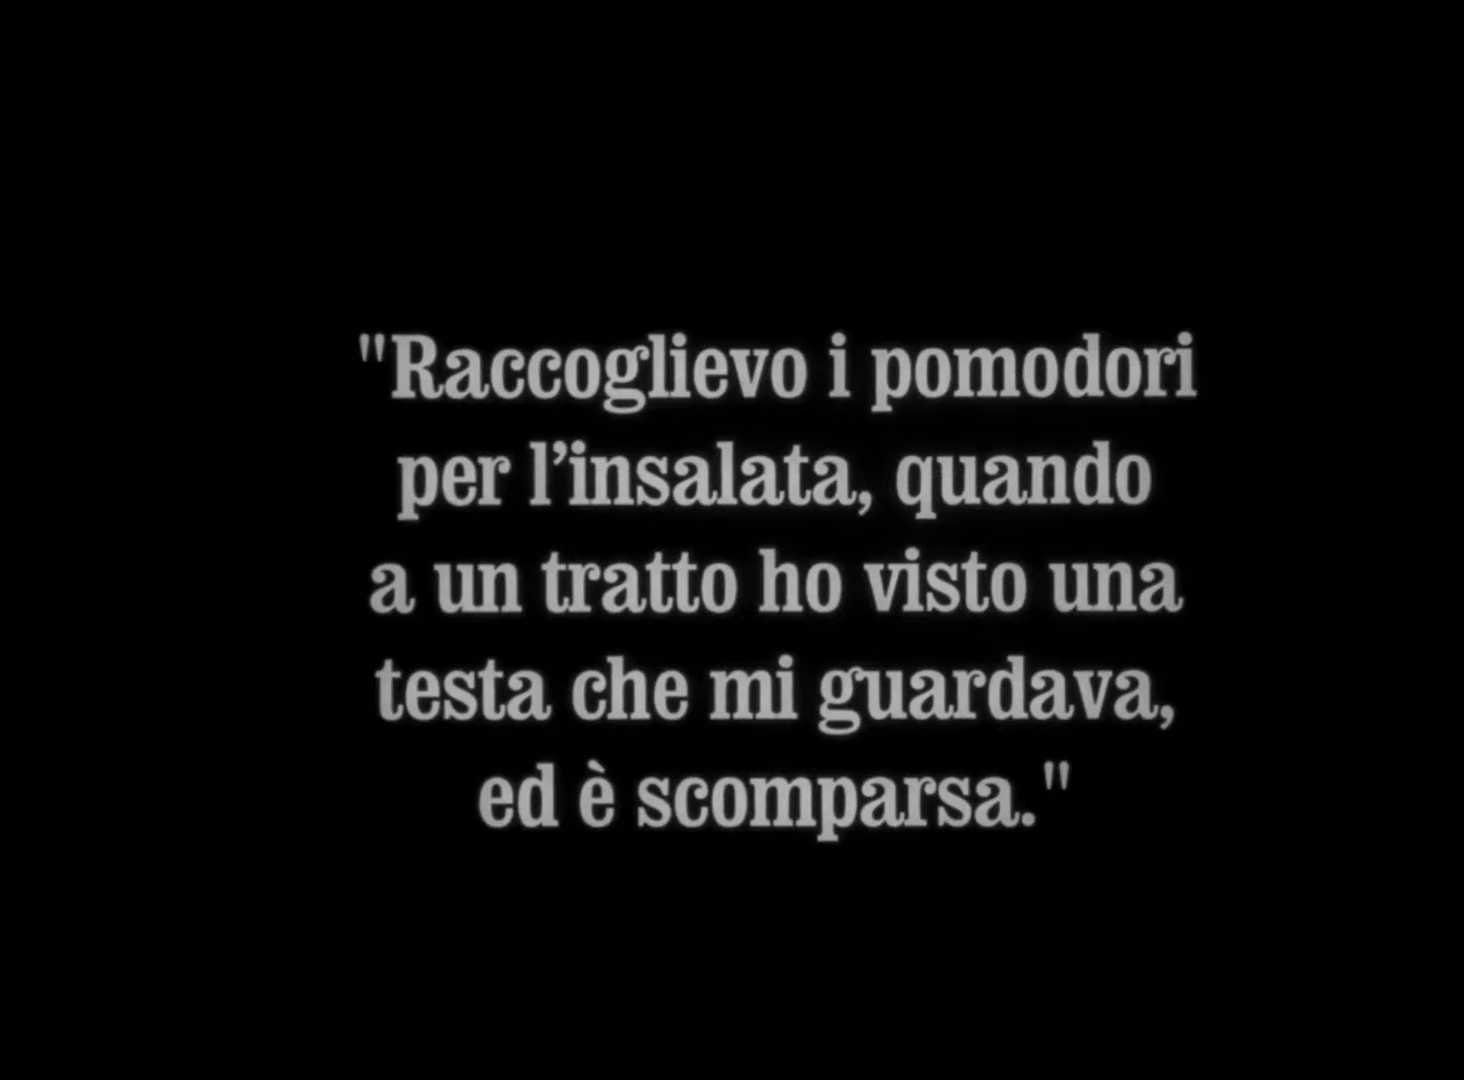 "Raccoglievo i pomodori
per l’insalata, quando
a un tratto ho visto una
testa che mi guardava,
ed è scomparsa."